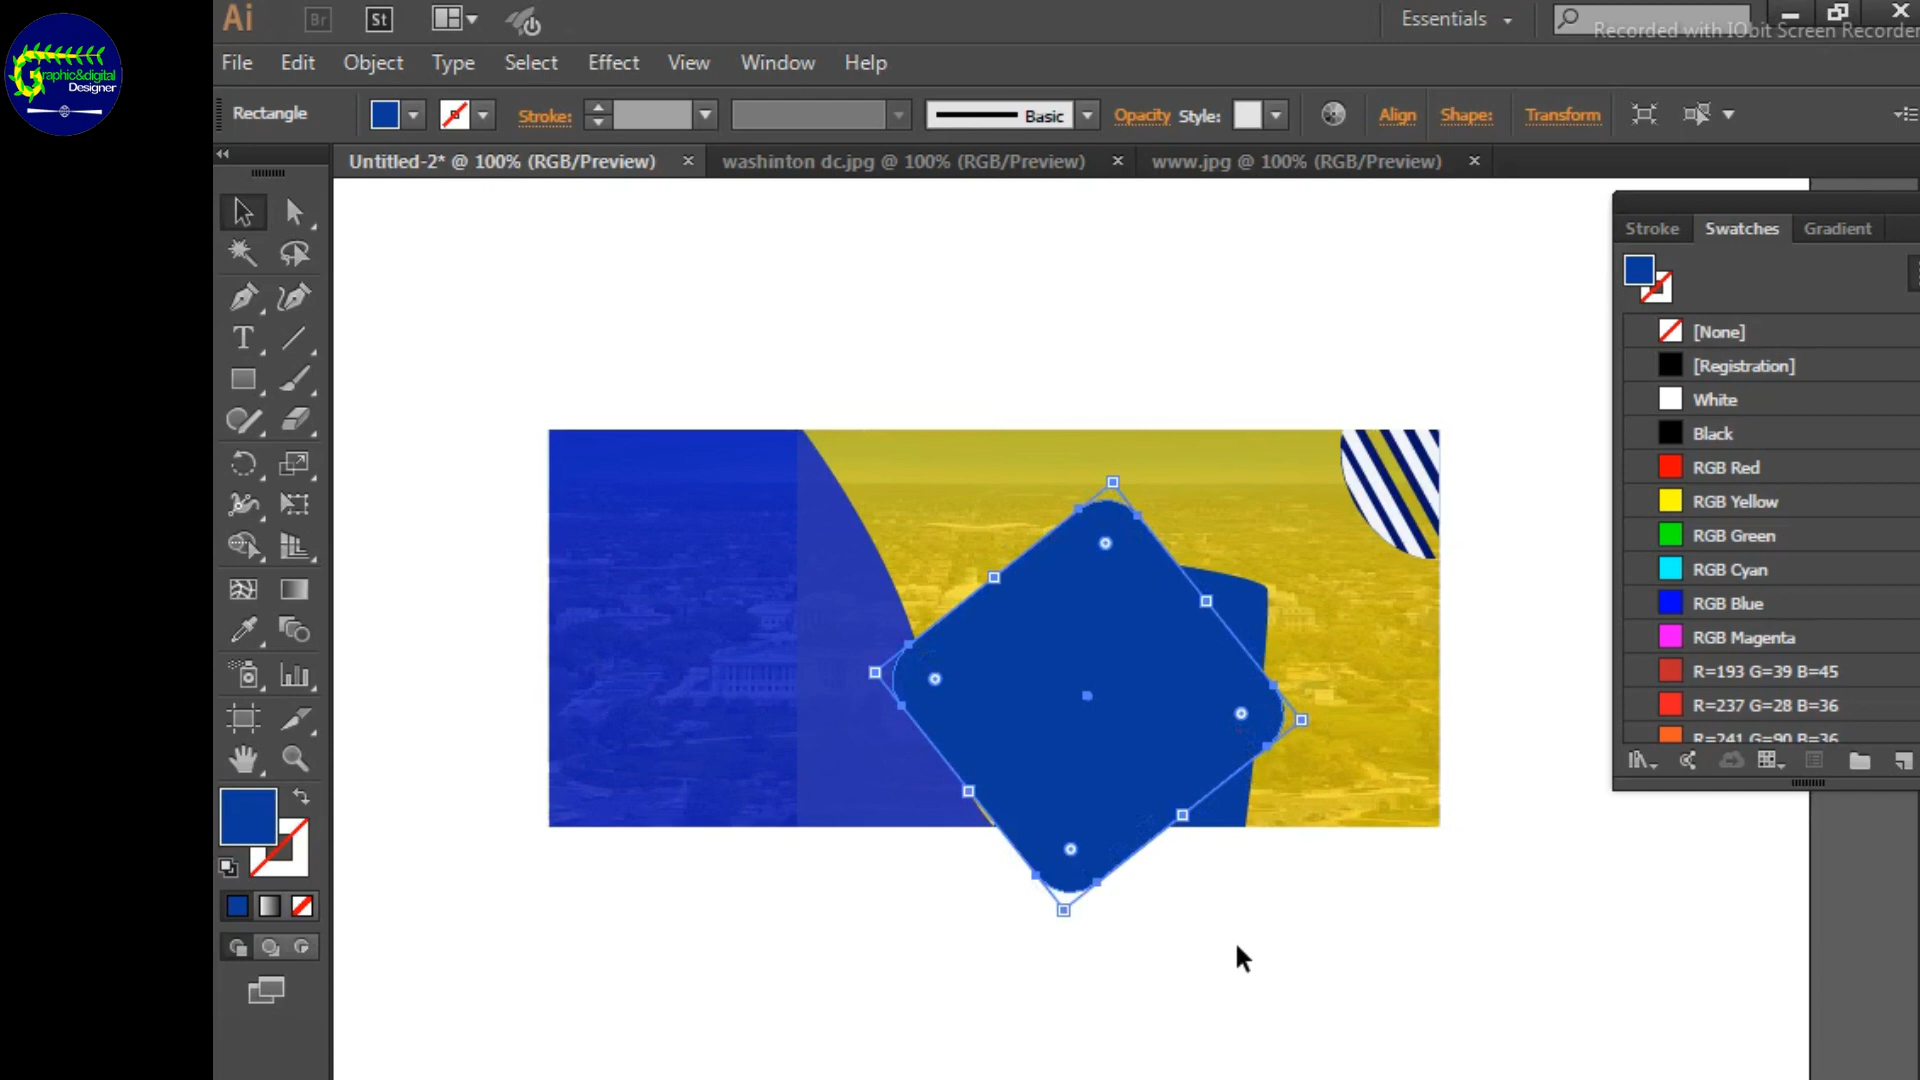 Graphic&digital
Designer
Ai
Br
St
Essentials
Recorded with IObit Screen Recorder
File
Edit
Object
Type
Select
Effect
View
Window
Help
Rectangle
Stroke:
Basic
Opacity
Style:
Align
Shape:
Transform
Untitled-2* @ 100% (RGB/Preview)
washinton dc.jpg @ 100% (RGB/Preview)
www.jpg @ 100% (RGB/Preview)
Stroke
Swatches
Gradient
[None]
[Registration]
White
Black
RGB Red
RGB Yellow
RGB Green
RGB Cyan
RGB Blue
RGB Magenta
R=193 G=39 B=45
R=237 G=28 B=36
R=241 G=90 B=36